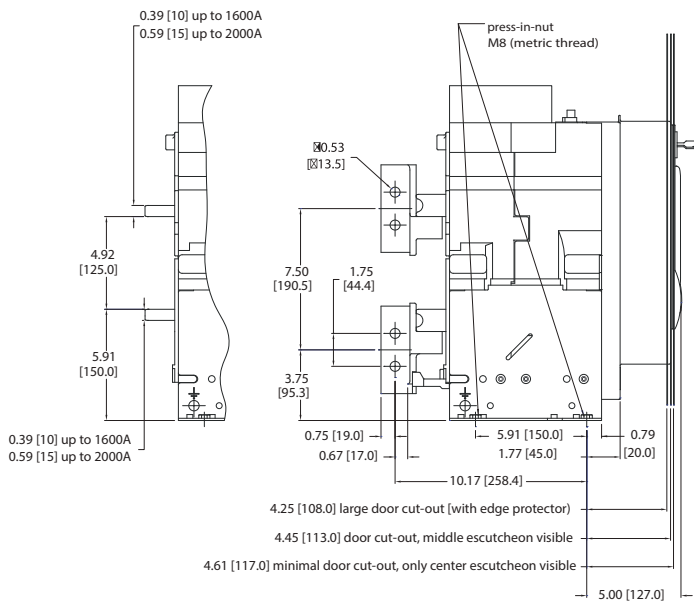 0.39 [10] up to 1600A
0.59 [15] up to 2000A
press-in-nut
M8 (metric thread)
0.53
13.5]
4.92
[125.0]
7.50
[190.5]
1.75
[44.4]
5.91
[150.0]
3.75
[95.3]
0.39 [10] up to 1600A
0.59 [15] up to 2000A
0.75 [19.0]
5.91 [150.0]
0.79
[20.0]
0.67 [17.0]
1.77 [45.0]
10.17 [258.4]
4.25 [108.0] large door cut-out [with edge protector)
4.45 [113.0] door cut-out, middle escutcheon visible
4.61 [117.0] minimal door cut-out, only center escutcheon visible
5.00 [127.0]